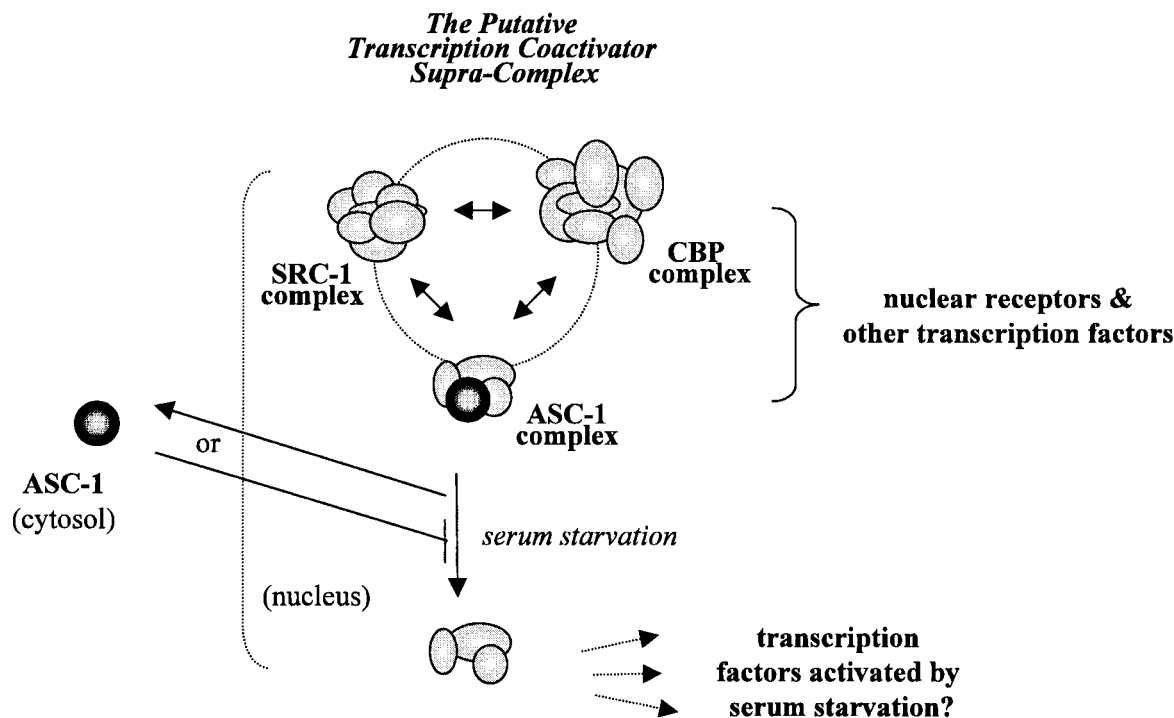 The Putative
Transcription Coactivator
Supra-Complex
SRC-1
complex
CBP
complex
nuclear receptors &
other transcription factors
ASC-1
complex
or
ASC-1
(cytosol)
serum starvation
(nucleus)
transcription
factors activated by
serum starvation?